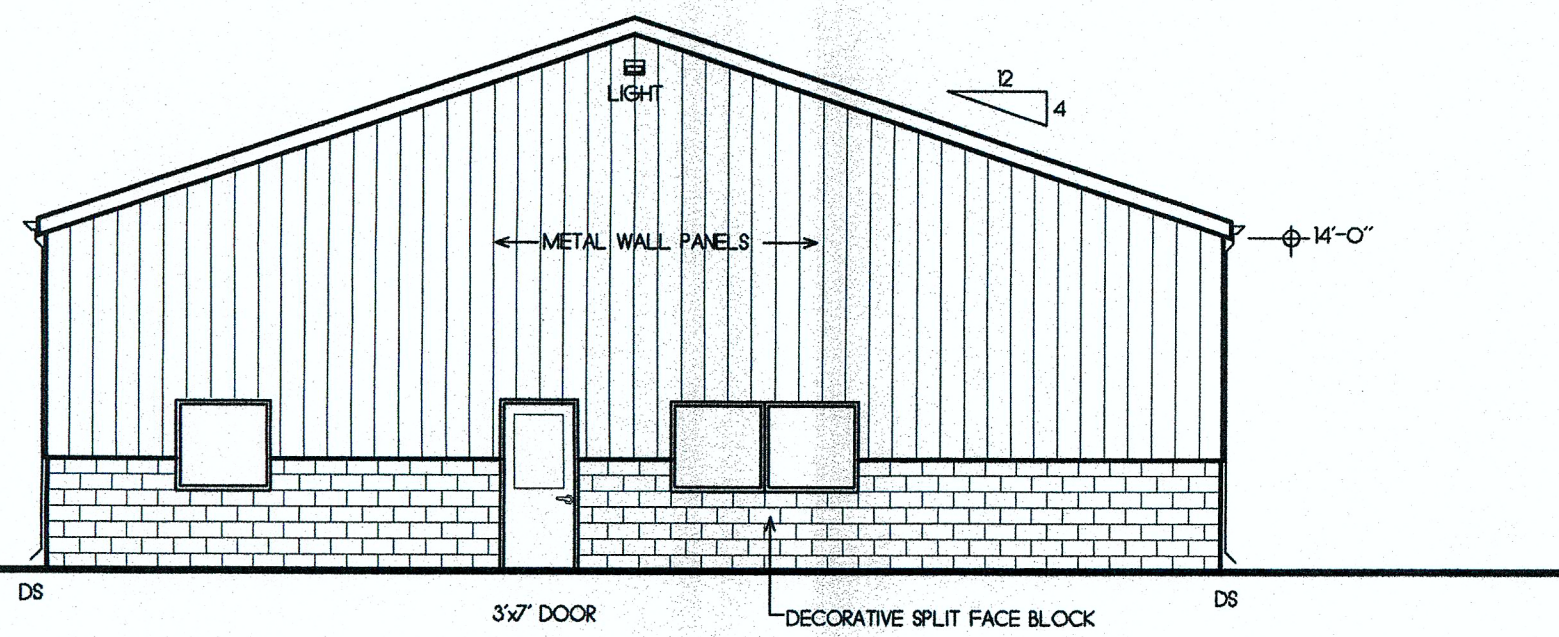 12
LIGHT
4
METAL WALL PANELS
14'-0"
DS
DS
3'x7' DOOR
DECORATIVE SPLIT FACE BLOCK